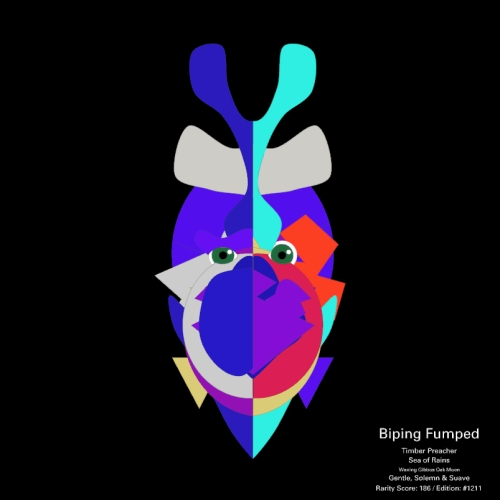 Biping Fumped
Timber Preacher
Sea of Rains
Waning Gibbous Oak Moon
Gentle, Solemn & Suave
Rarity Score: 186 / Edition: #1211